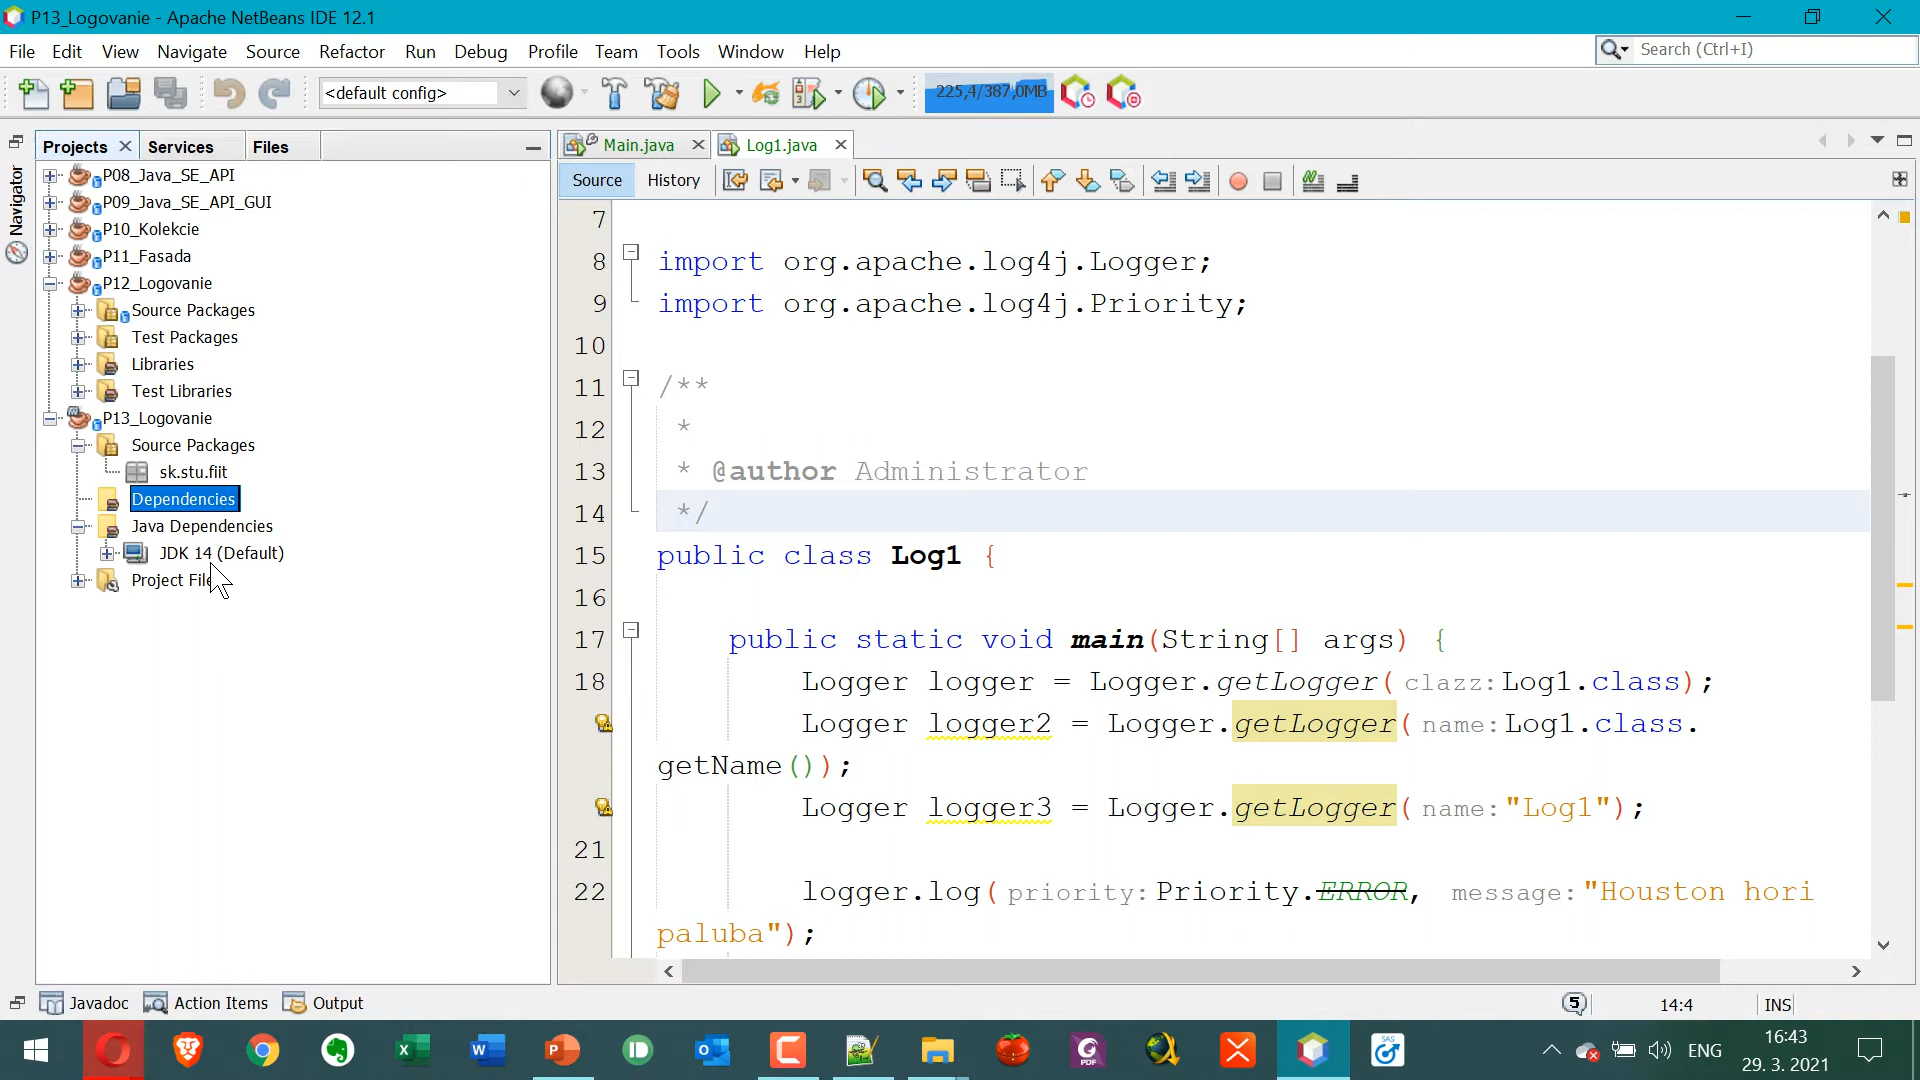 P13_Logovanie - Apache NetBeans IDE 12.1
File Edit View Navigate Source Refactor Run Debug Profile Team Tools Window Help
Search (Ctrl+I)
<default config>
225,4/387,0MB
Projects Services Files
Navigator
P08_Java_SE_API
P09_Java_SE_API_GUI
P10_Kolekcie
P11_Fasada
P12_Logovanie
Source Packages
Test Packages
Libraries
Test Libraries
P13_Logovanie
Source Packages
sk.stu.fiit
Dependencies
Java Dependencies
JDK 14 (Default)
Project File
Main.java Log1.java
Source History
7
8 import org.apache.log4j.Logger;
9 import org.apache.log4j.Priority;
10
11 /**
12 *
13 * @author Administrator
14 */
15 public class Log1 {
16
17 public static void main(String[] args) {
18 Logger logger = Logger.getLogger(clazz:Log1.class);
Logger logger2 = Logger.getLogger(name:Log1.class.
getName());
Logger logger3 = Logger.getLogger(name:"Log1");
21
22 logger.log(priority:Priority.ERROR, message:"Houston hori
paluba");
Javadoc Action Items Output
5 14:4 INS
ENG
16:43
29. 3. 2021